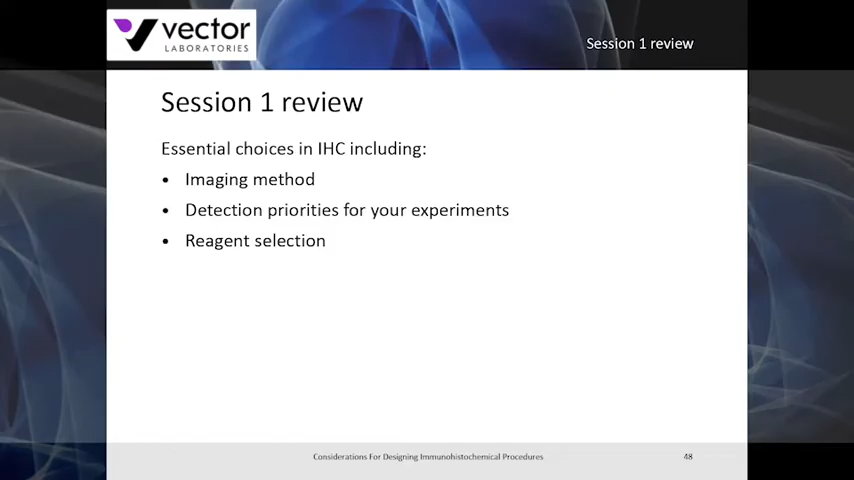 vector
LABORATORIES
Session 1 review
Session 1 review
Essential choices in IHC including:
• Imaging method
• Detection priorities for your experiments
• Reagent selection
Considerations For Designing Immunohistochemical Procedures
48